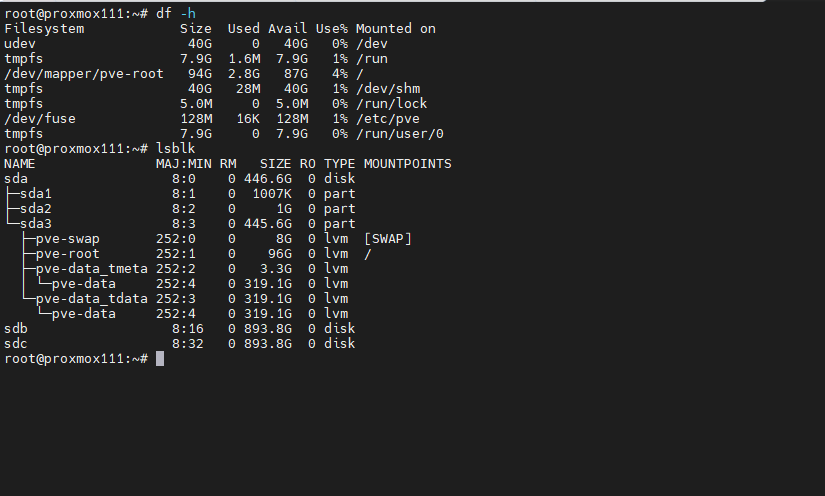 root@proxmox111:~# df -h
Filesystem            Size  Used Avail Use% Mounted on
udev                   40G     0   40G   0% /dev
tmpfs                 7.9G  1.6M  7.9G   1% /run
/dev/mapper/pve-root   94G  2.8G   87G   4% /
tmpfs                  40G   28M   40G   1% /dev/shm
tmpfs                 5.0M     0  5.0M   0% /run/lock
/dev/fuse             128M   16K  128M   1% /etc/pve
tmpfs                 7.9G     0  7.9G   0% /run/user/0
root@proxmox111:~# lsblk
NAME               MAJ:MIN RM   SIZE RO TYPE MOUNTPOINTS
sda                  8:0    0 446.6G  0 disk
├─sda1               8:1    0  1007K  0 part
├─sda2               8:2    0     1G  0 part
└─sda3               8:3    0 445.6G  0 part
  ├─pve-swap       252:0    0     8G  0 lvm  [SWAP]
  ├─pve-root       252:1    0    96G  0 lvm  /
  ├─pve-data_tmeta 252:2    0   3.3G  0 lvm
  │ └─pve-data     252:4    0 319.1G  0 lvm
  └─pve-data_tdata 252:3    0 319.1G  0 lvm
    └─pve-data     252:4    0 319.1G  0 lvm
sdb                  8:16   0 893.8G  0 disk
sdc                  8:32   0 893.8G  0 disk
root@proxmox111:~#